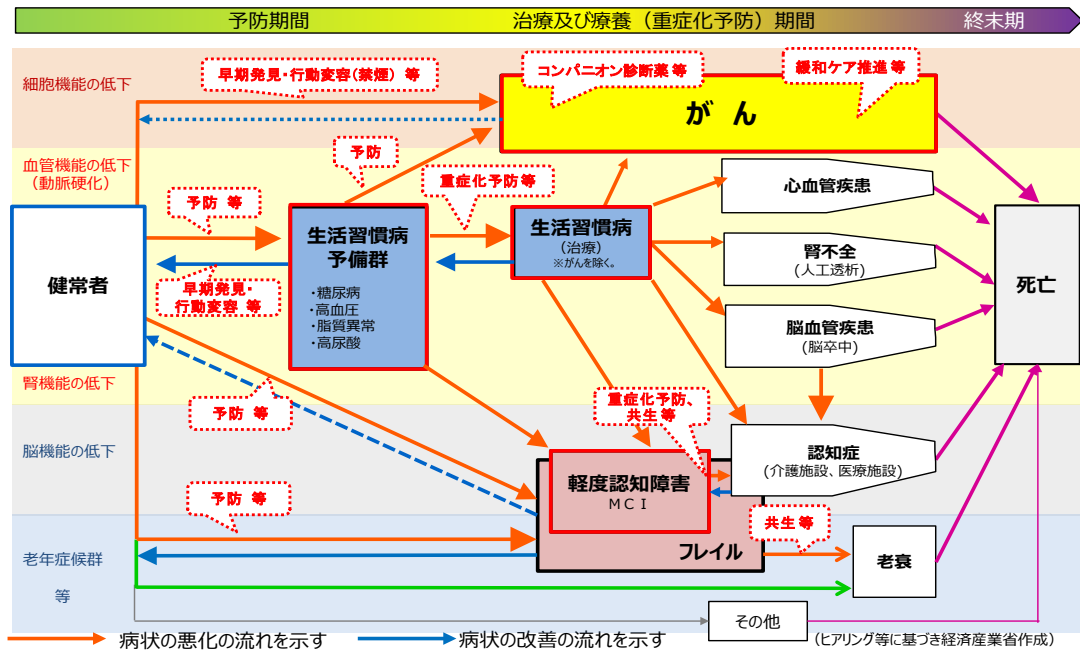 予防期間
治療及び療養（重症化予防）期間
終末期
細胞機能の低下
早期発見・行動変容（禁煙）等
コンパニオン診断薬 等
緩和ケア推進 等
がん
血管機能の低下
（動脈硬化）
予防
重症化予防等
予防 等
健常者
早期発見・
行動変容 等
生活習慣病
予備群
・糖尿病
・高血圧
・脂質異常
・高尿酸
生活習慣病
（治療）
※がんを除く。
心血管疾患
腎不全
（人工透析）
脳血管疾患
（脳卒中）
死亡
腎機能の低下
予防 等
重症化予防、
共生 等
脳機能の低下
認知症
（介護施設、医療施設）
軽度認知障害
ＭＣＩ
予防 等
フレイル
共生 等
老年症候群
等
老衰
その他
病状の悪化の流れを示す
病状の改善の流れを示す
（ヒアリング等に基づき経済産業省作成）